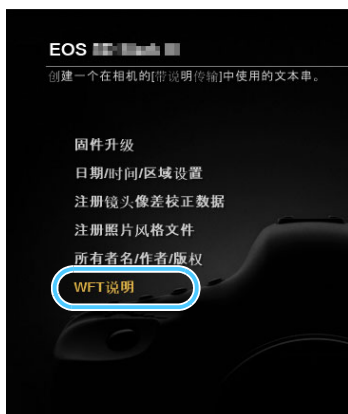 EOS
创建一个在相机的[带说明传输]中使用的文本串。
固件升级
日期/时间/区域设置
注册镜头像差校正数据
注册照片风格文件
所有者名/作者/版权
WFT说明